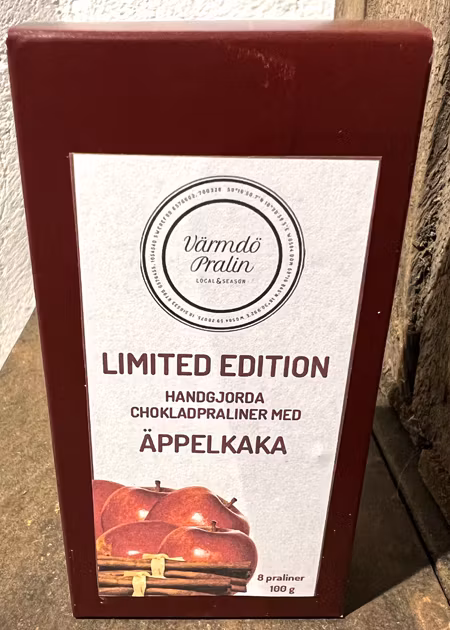 Värmdö
Pralin
LOCAL & SEASON
LIMITED EDITION
HANDGJORDA
CHOKLADPRALINER MED
ÄPPELKAKA
8 praliner
100 g